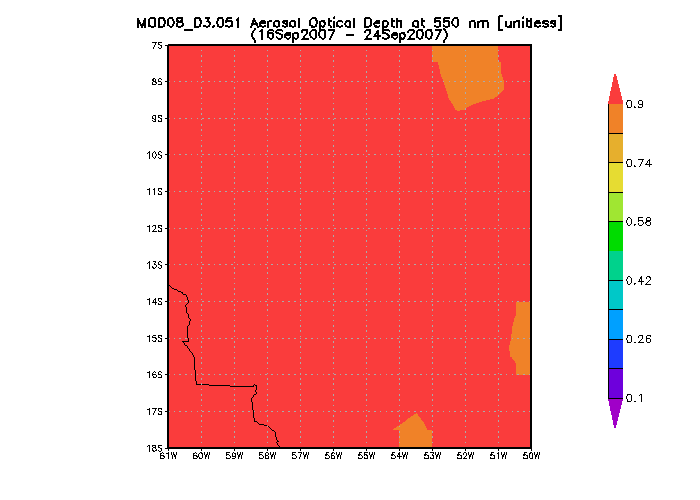 MOD08_D3.051 Aerosol Optical Depth at 550 nm [unitless]
(16Sep2007 - 24Sep2007)
7S
8S
9S
10S
11S
12S
13S
14S
15S
16S
17S
18S
61W 60W 59W 58W 57W 56W 55W 54W 53W 52W 51W 50W
0.9
0.74
0.58
0.42
0.26
0.1